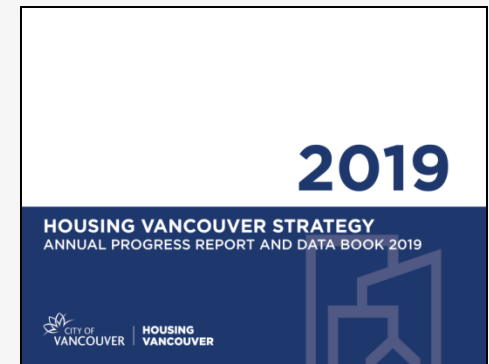 2019
HOUSING VANCOUVER STRATEGY
ANNUAL PROGRESS REPORT AND DATA BOOK 2019
CITY OF
VANCOUVER
HOUSING
VANCOUVER